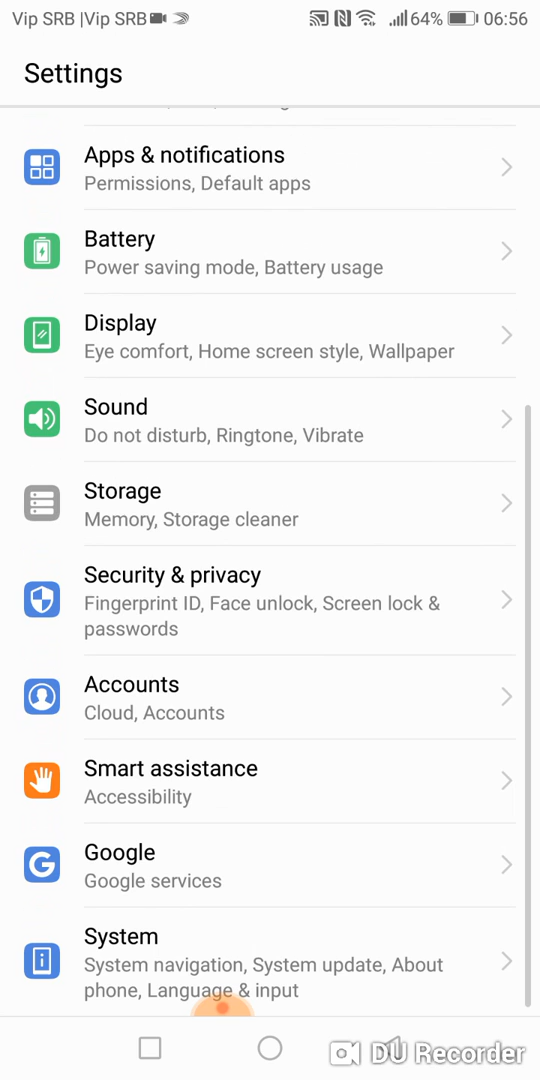 Vip SRB |Vip SRB 64% 06:56
Settings
Apps & notifications
Permissions, Default apps
Battery
Power saving mode, Battery usage
Display
Eye comfort, Home screen style, Wallpaper
Sound
Do not disturb, Ringtone, Vibrate
Storage
Memory, Storage cleaner
Security & privacy
Fingerprint ID, Face unlock, Screen lock &
passwords
Accounts
Cloud, Accounts
Smart assistance
Accessibility
Google
Google services
System
System navigation, System update, About
phone, Language & input
DU Recorder